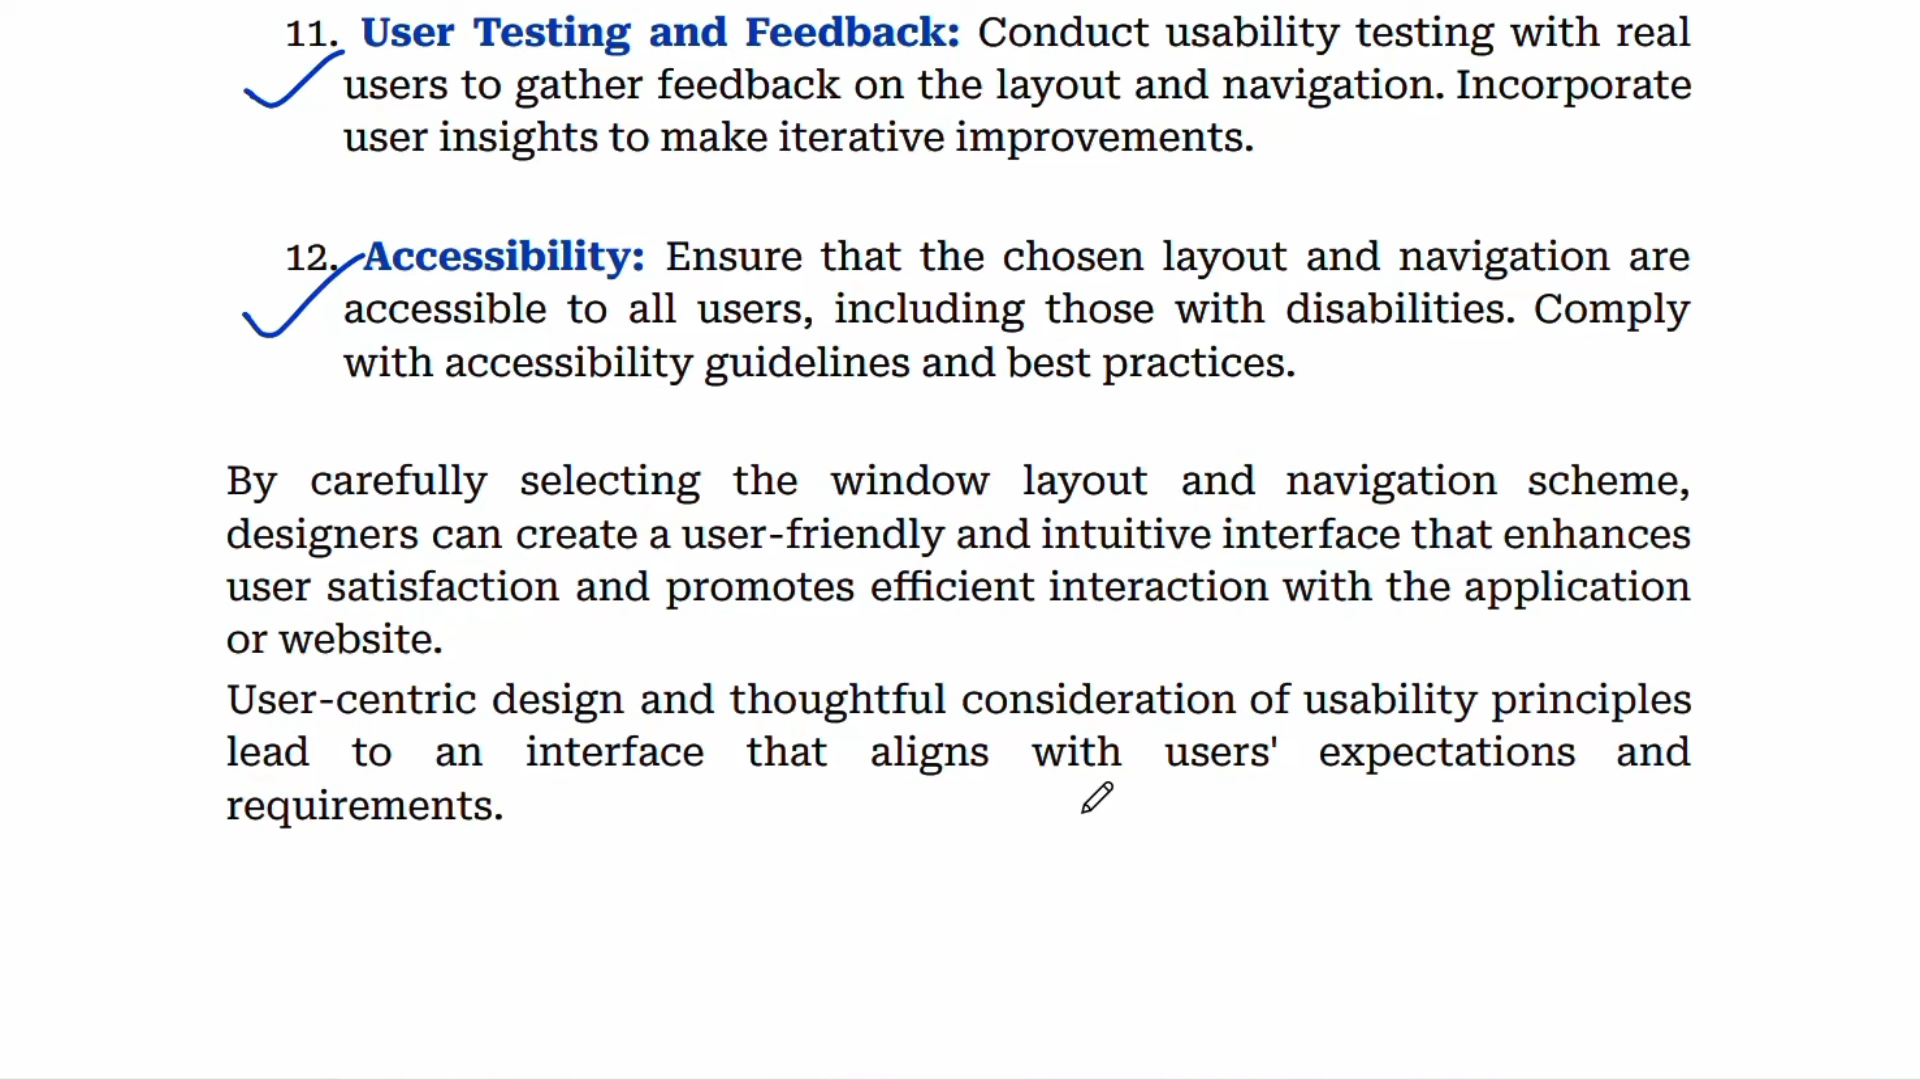 11. User Testing and Feedback: Conduct usability testing with real
users to gather feedback on the layout and navigation. Incorporate
user insights to make iterative improvements.
12. Accessibility: Ensure that the chosen layout and navigation are
accessible to all users, including those with disabilities. Comply
with accessibility guidelines and best practices.
By carefully selecting the window layout and navigation scheme,
designers can create a user-friendly and intuitive interface that enhances
user satisfaction and promotes efficient interaction with the application
or website.
User-centric design and thoughtful consideration of usability principles
lead to an interface that aligns with users' expectations and
requirements.